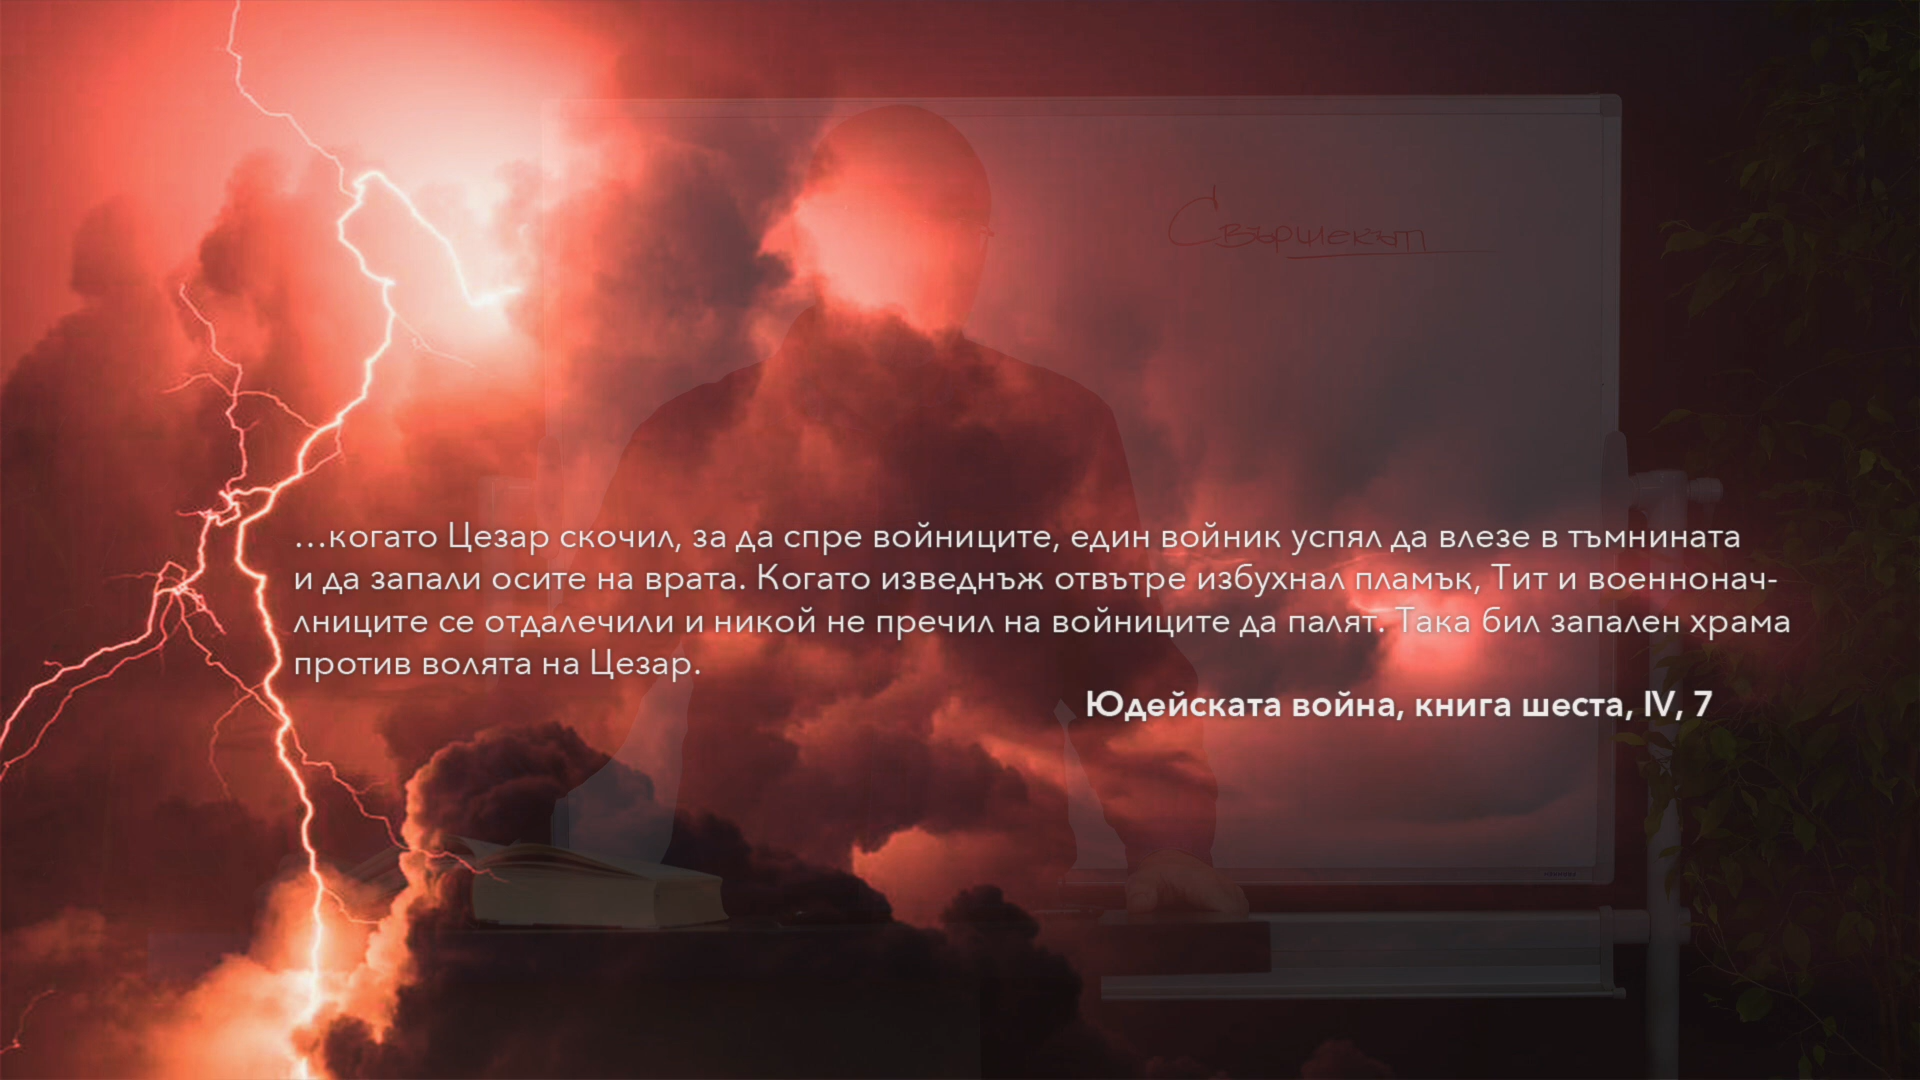 Свършекът
...когато Цезар скочил, за да спре войниците, един войник успял да влезе в тъмнината
и да запали осите на врата. Когато изведнъж отвътре избухнал пламък, Тит и военнонач-
лниците се отдалечили и никой не пречил на войниците да палят. Така бил запален храма
против волята на Цезар.
Юдейската война, книга шеста, IV, 7